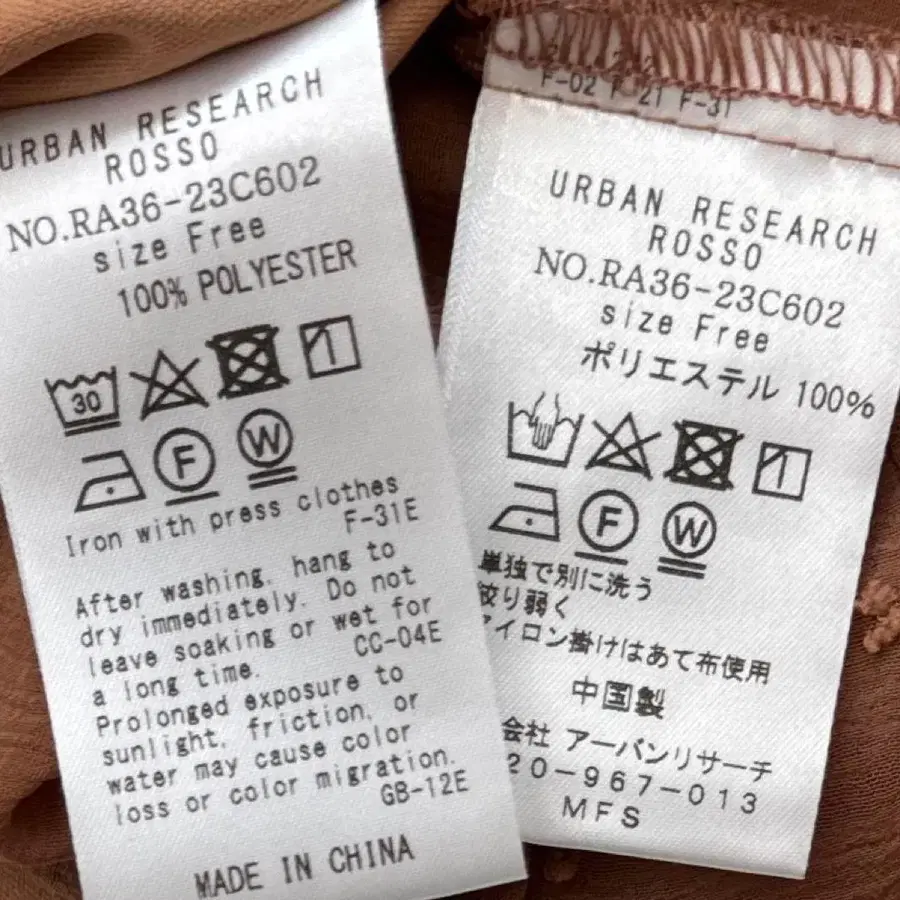 URBAN RESEARCH
ROSSO
NO.RA36-23C602
size Free
100% POLYESTER
30
F W
Iron with press clothes
F-31E
After washing, hang to
dry immediately. Do not
leave soaking or wet for
a long time.
CC-04E
Prolonged exposure to
sunlight, friction, or
water may cause color
loss or color migration.
GB-12E
MADE IN CHINA
F-02 F 21 F-31
URBAN RESEARCH
ROSSO
NO.RA36-23C602
size Free
ポリエステル 100%
F W
単独で別に洗う
絞り弱く
アイロン掛けはあて布使用
中国製
会社 アーバンリサーチ
20-967-013
MFS